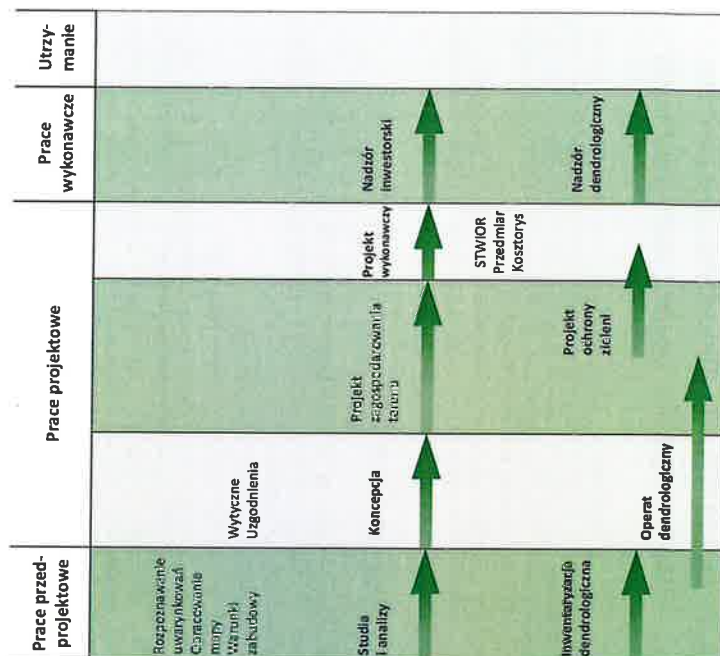 Prace przed-
projektowe
Prace projektowe
Prace
wykonawcze
Utrzy-
manie
Rozpoznawanie
uwarunkowań
Opracowanie
mapy
Warunki
zabudowy
Wytyczne
Uzgodnienia
Studia
i analizy
Koncepcja
Projekt
zagospodarowania
terenu
Projekt
wykonawczy
Nadzór
inwestorski
STWIOR
Przedmiar
Kosztorys
Inwentaryzacja
dendrologiczna
Operat
dendrologiczny
Projekt
ochrony
zieleni
Nadzór
dendrologiczny